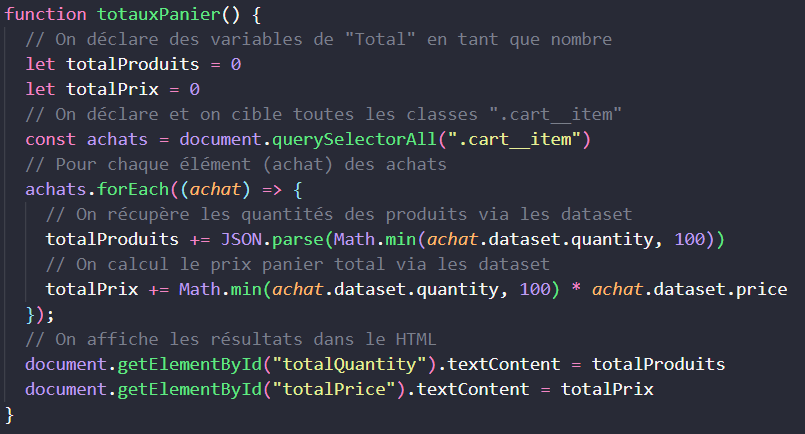 function totauxPanier() {
  // On déclare des variables de "Total" en tant que nombre
  let totalProduits = 0
  let totalPrix = 0
  // On déclare et on cible toutes les classes ".cart__item"
  const achats = document.querySelectorAll(".cart__item")
  // Pour chaque élément (achat) des achats
  achats.forEach((achat) => {
    // On récupère les quantités des produits via les dataset
    totalProduits += JSON.parse(Math.min(achat.dataset.quantity, 100))
    // On calcul le prix panier total via les dataset
    totalPrix += Math.min(achat.dataset.quantity, 100) * achat.dataset.price
  });
  // On affiche les résultats dans le HTML
  document.getElementById("totalQuantity").textContent = totalProduits
  document.getElementById("totalPrice").textContent = totalPrix
}